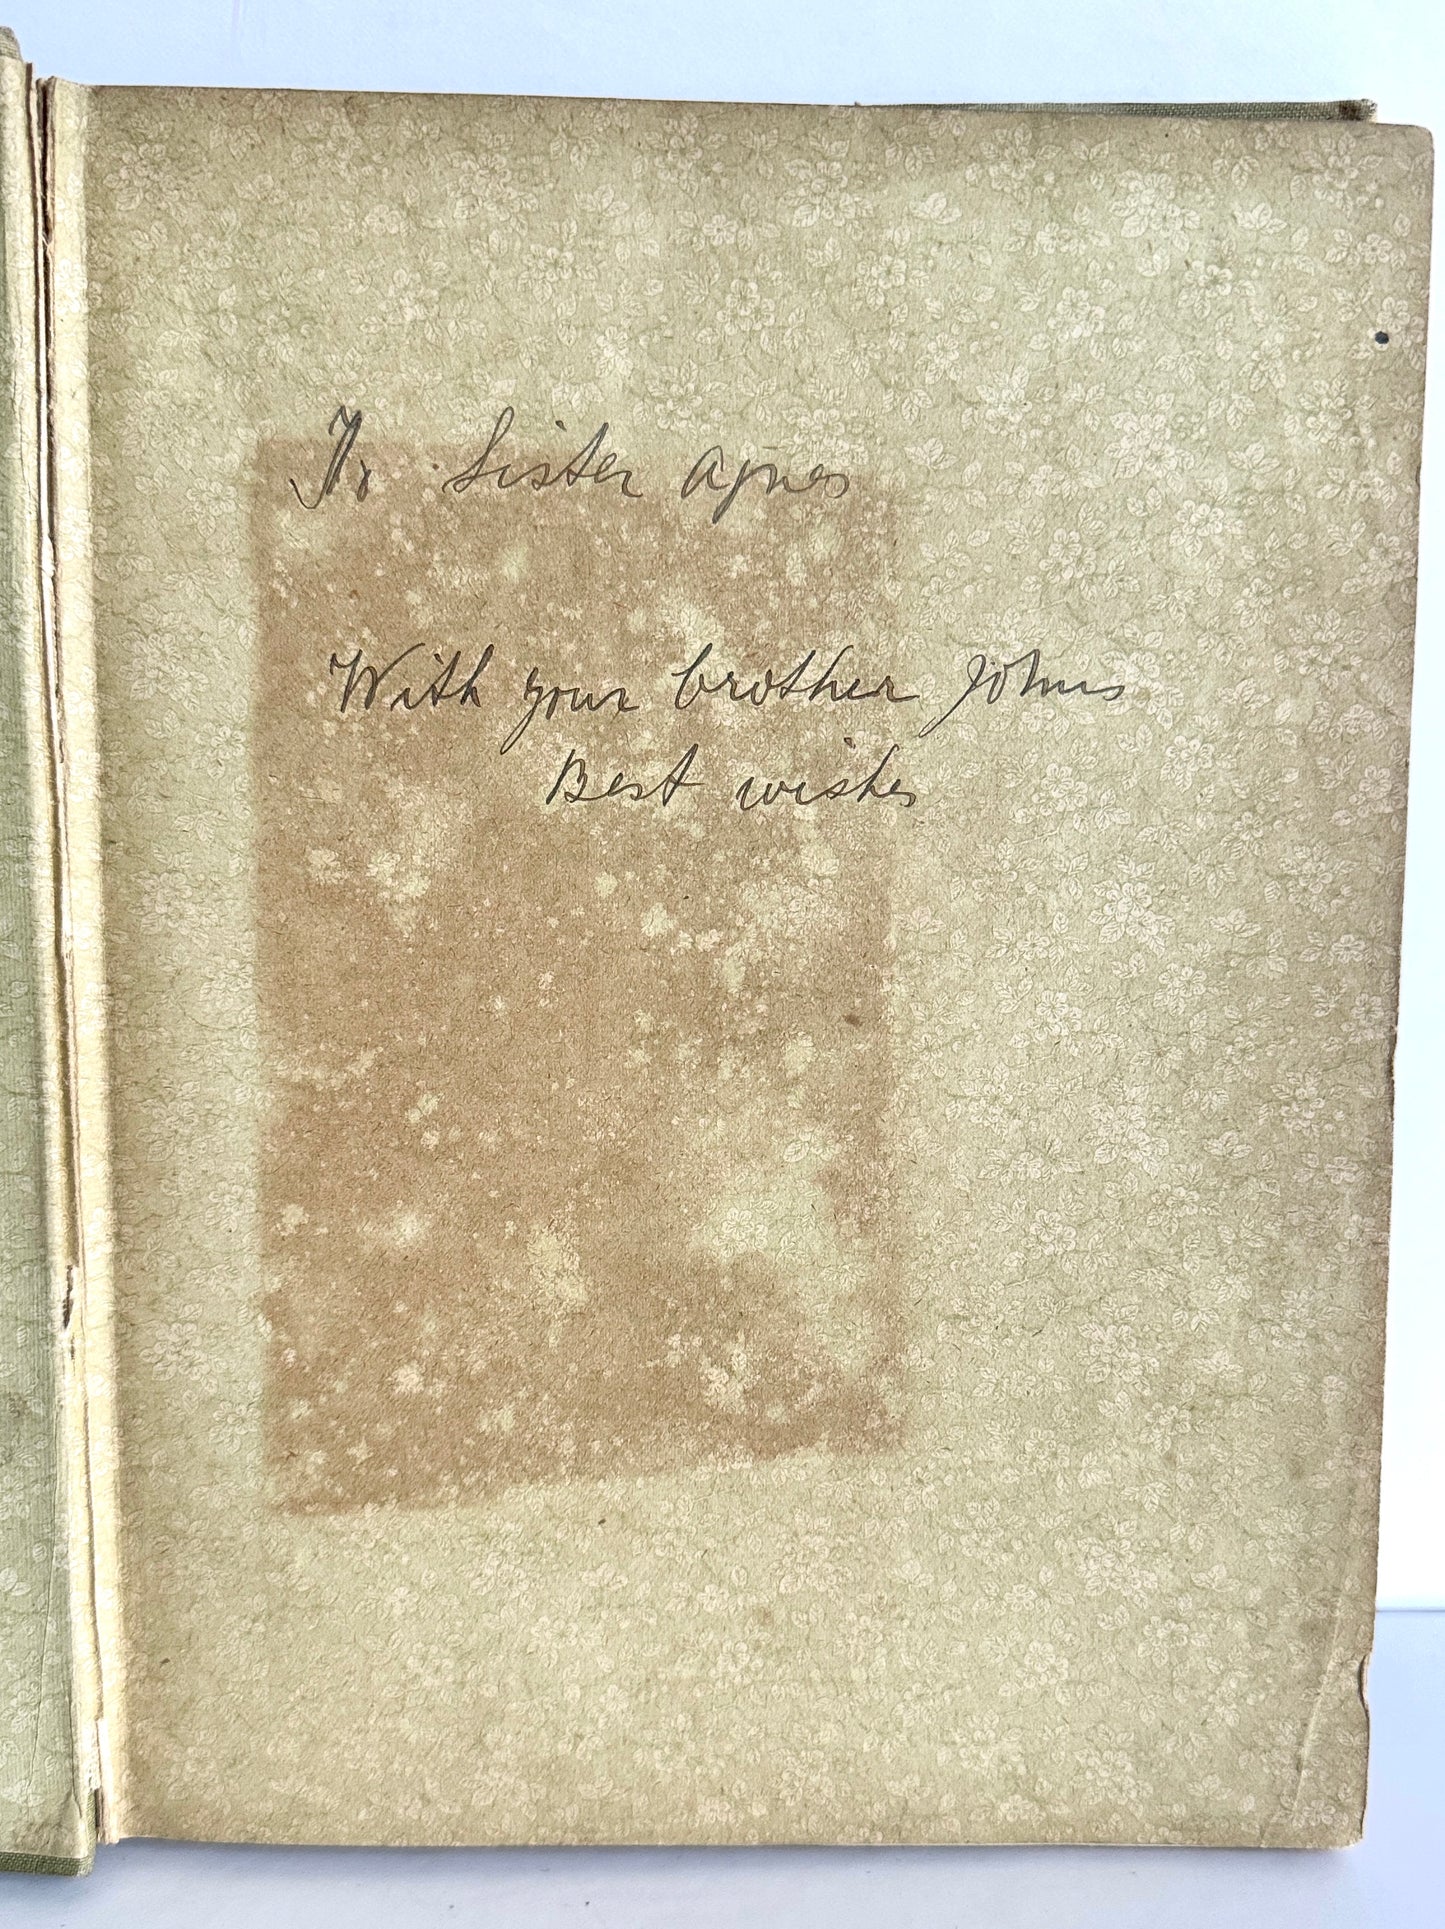 To Sister Agnes
With your brother Johns
Best wishes